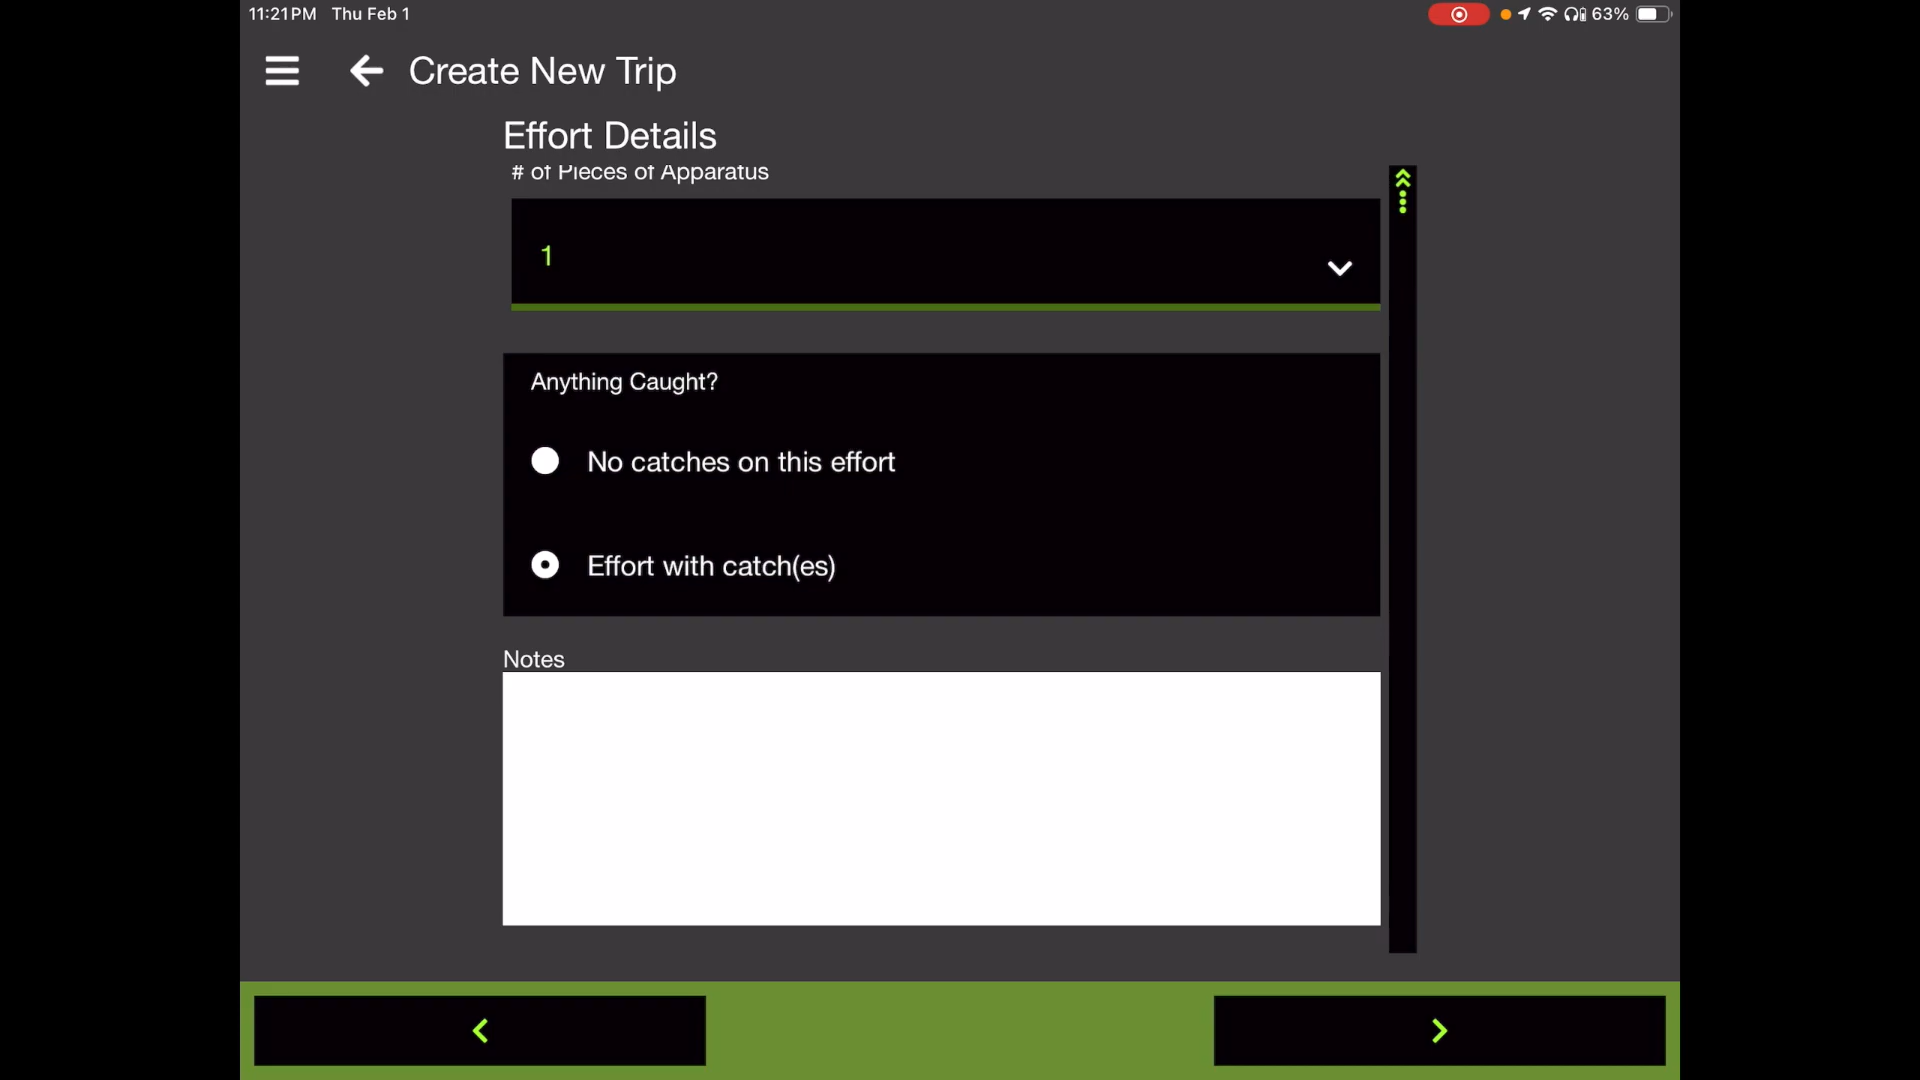 11:21 PM Thu Feb 1
63%
Create New Trip
Effort Details
# of Pieces of Apparatus
1
Anything Caught?
No catches on this effort
Effort with catch(es)
Notes